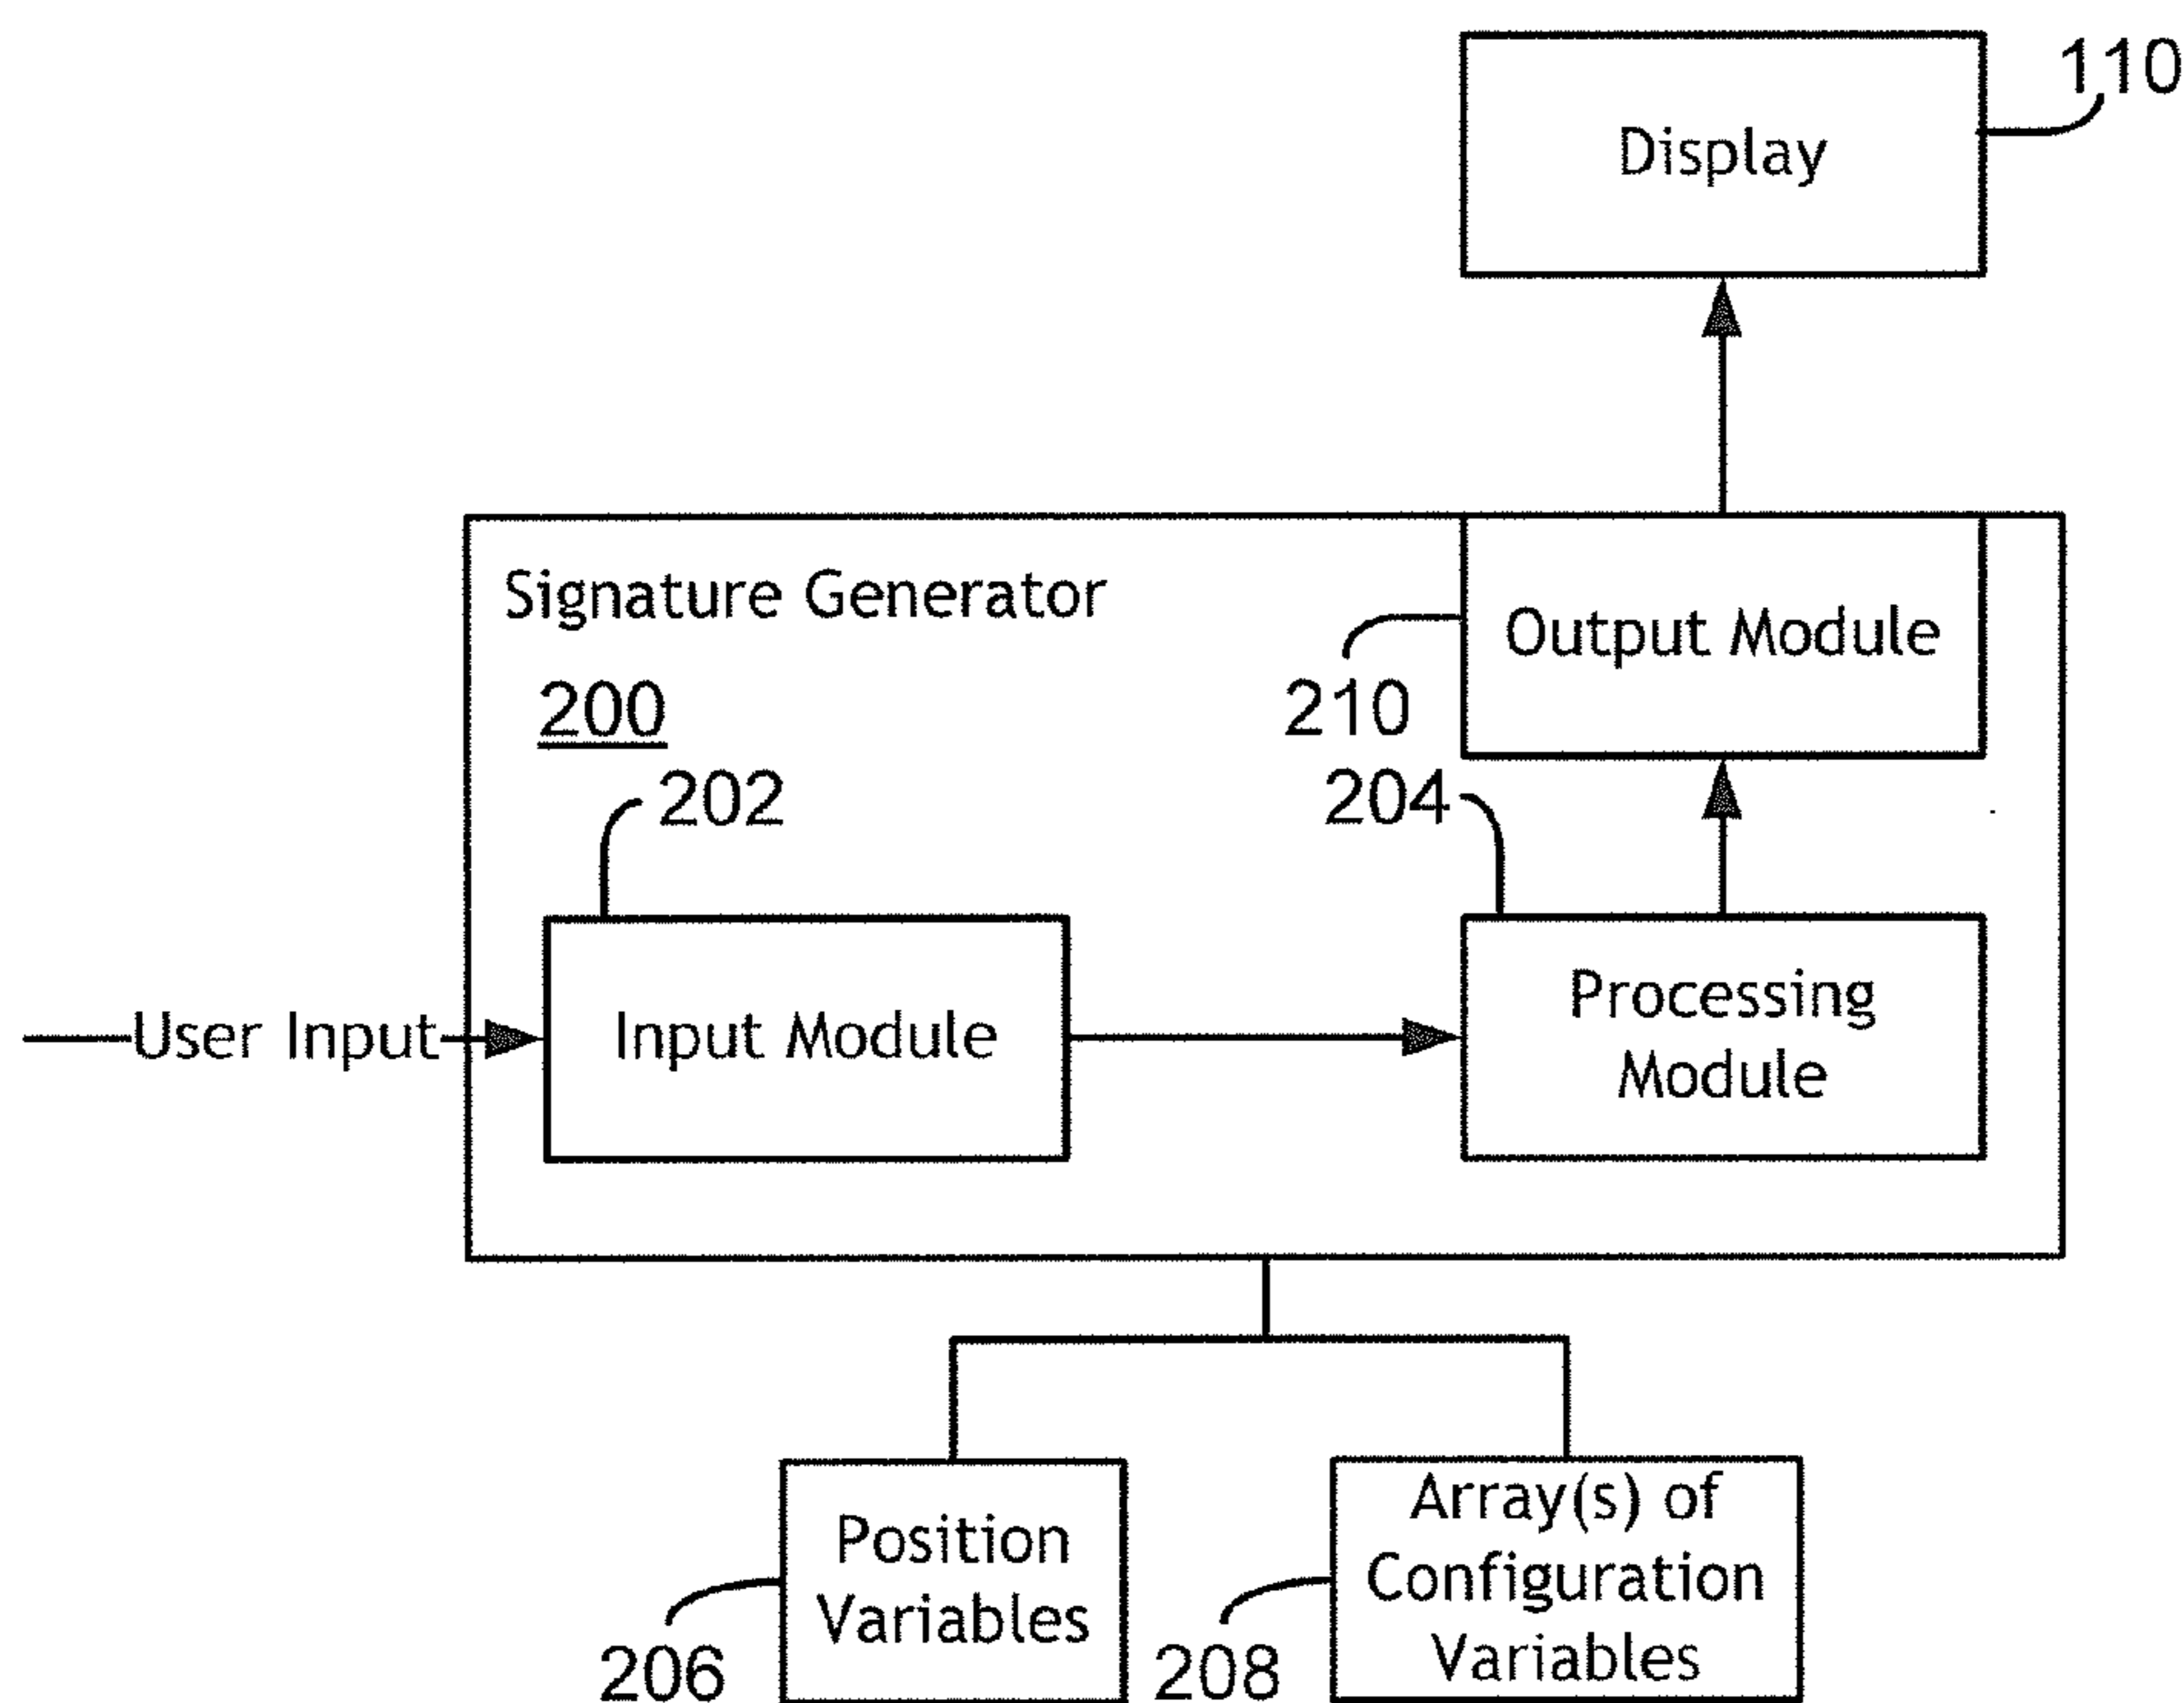 110
Display
Signature Generator
200
Output Module
210
202
204
User Input
Input Module
Processing
Module
Position
Variables
206
Array(s) of
Configuration
Variables
208